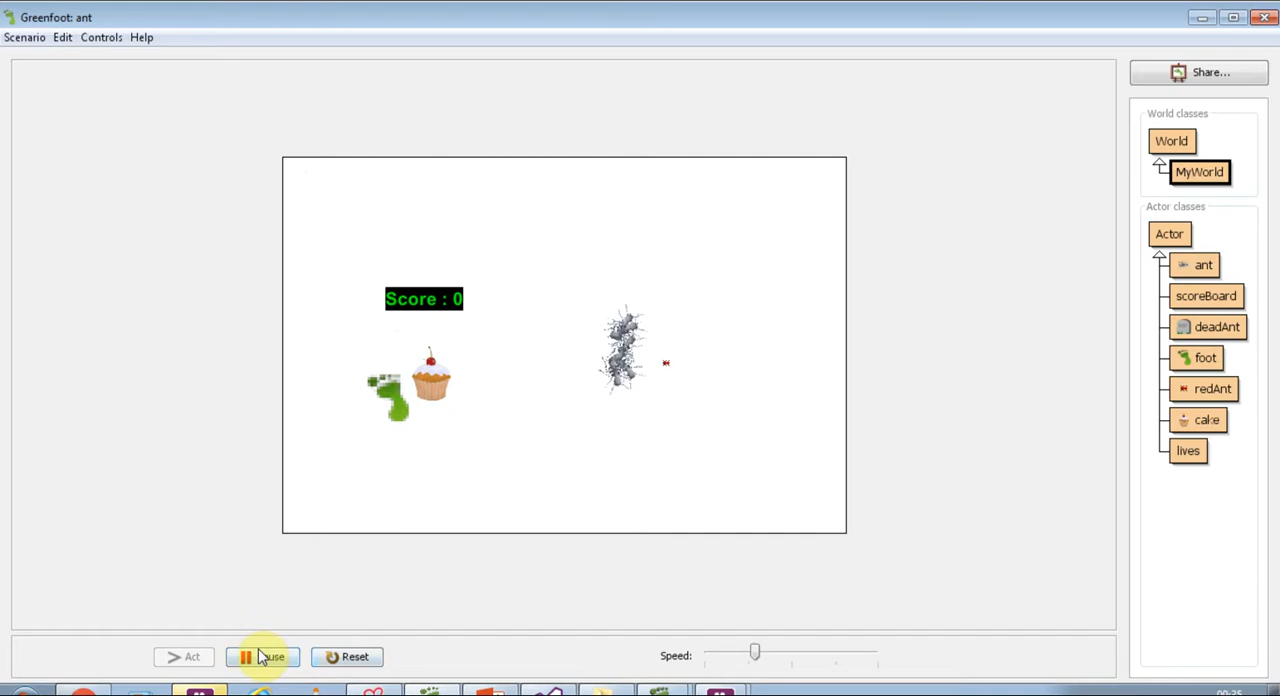 Greenfoot: ant
Scenario Edit Controls Help
Share...
World classes
World
MyWorld
Actor classes
Actor
ant
scoreBoard
deadAnt
foot
redAnt
cake
lives
Score : 0
Act
Reset
Speed: